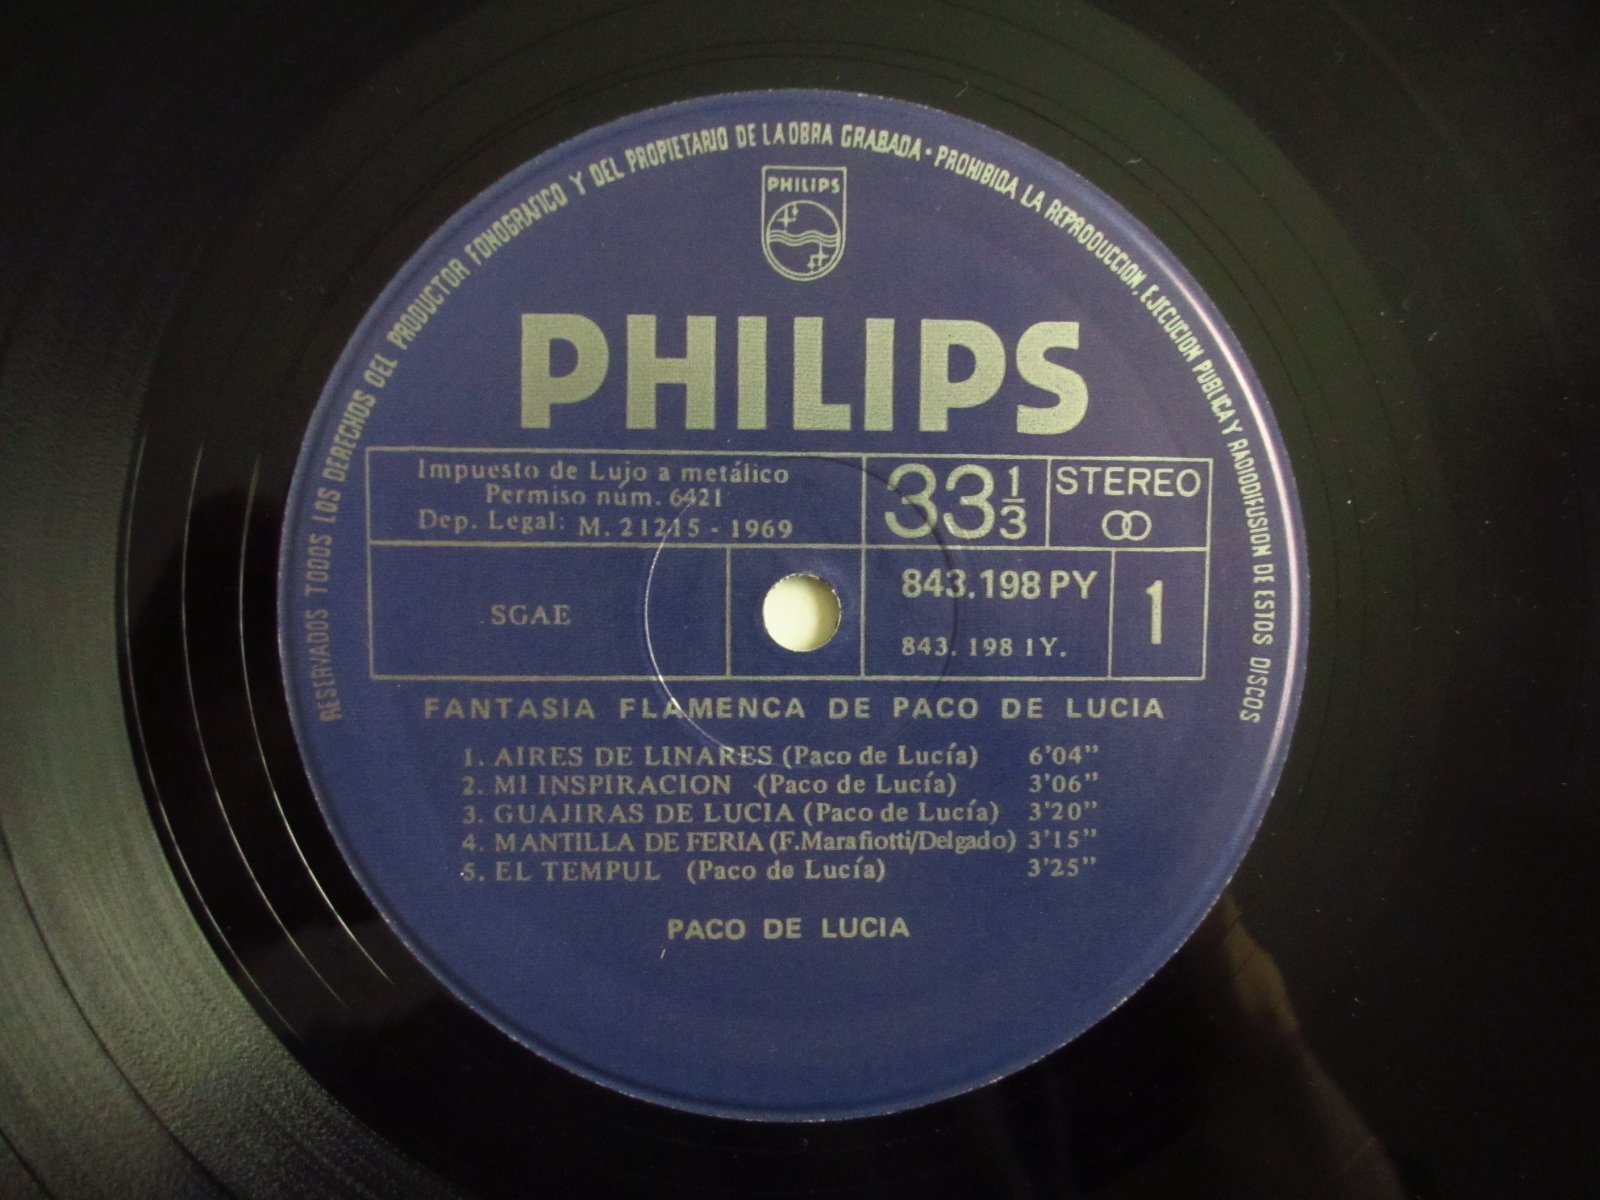 RESERVADOS TODOS LOS DERECHOS DEL PRODUCTOR FONOGRAFICO Y DEL PROPIETARIO DE LA OBRA GRABADA · PROHIBIDA LA REPRODUCCION, EJECUCION PUBLICA Y RADIODIFUSION DE ESTOS DISCOS
PHILIPS
PHILIPS
Impuesto de Lujo a metálico
Permiso núm. 6421
Dep. Legal: M. 21215 - 1969
33 1/3
STEREO
SGAE
843.198 PY
843. 198 1Y.
1
FANTASIA FLAMENCA DE PACO DE LUCIA
1. AIRES DE LINARES (Paco de Lucía) 6'04"
2. MI INSPIRACION (Paco de Lucía) 3'06"
3. GUAJIRAS DE LUCIA (Paco de Lucía) 3'20"
4. MANTILLA DE FERIA (F.Marafiotti/Delgado) 3'15"
5. EL TEMPUL (Paco de Lucía) 3'25"
PACO DE LUCIA